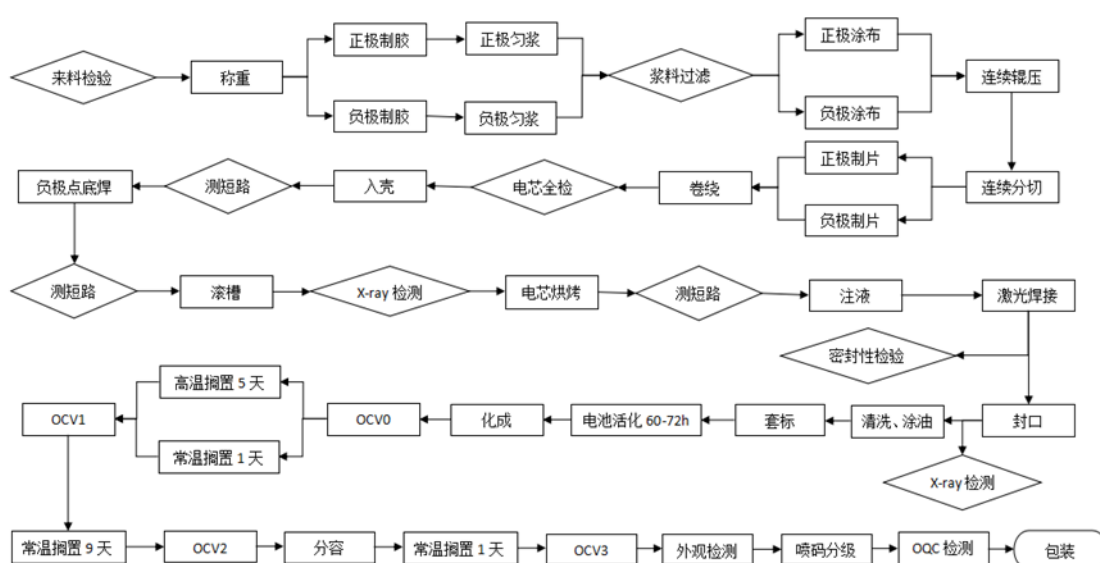 来料检验
称重
正极制胶
正极匀浆
负极制胶
负极匀浆
浆料过滤
正极涂布
负极涂布
连续辊压
连续分切
正极制片
负极制片
卷绕
电芯全检
入壳
测短路
负极点底焊
测短路
滚槽
X-ray 检测
电芯烘烤
测短路
注液
激光焊接
密封性检验
封口
X-ray 检测
清洗、涂油
套标
电池活化 60-72h
化成
OCV0
高温搁置 5 天
常温搁置 1 天
OCV1
常温搁置 9 天
OCV2
分容
常温搁置 1 天
OCV3
外观检测
喷码分级
OQC 检测
包装